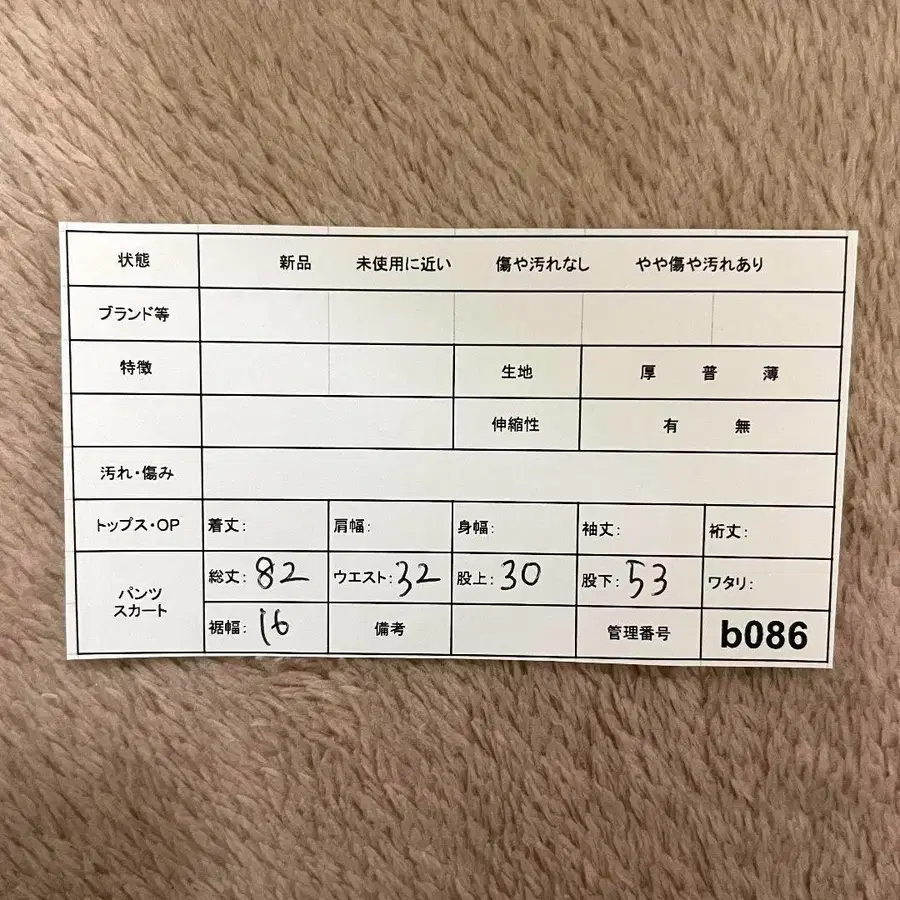 状態 新品 未使用に近い 傷や汚れなし やや傷や汚れあり
ブランド等
特徴 生地 厚 普 薄
伸縮性 有 無
汚れ・傷み
トップス・OP 着丈: 肩幅: 身幅: 袖丈: 裄丈:
パンツ スカート 総丈: 82 ウエスト: 32 股上: 30 股下: 53 ワタリ:
裾幅: 16 備考 管理番号 b086